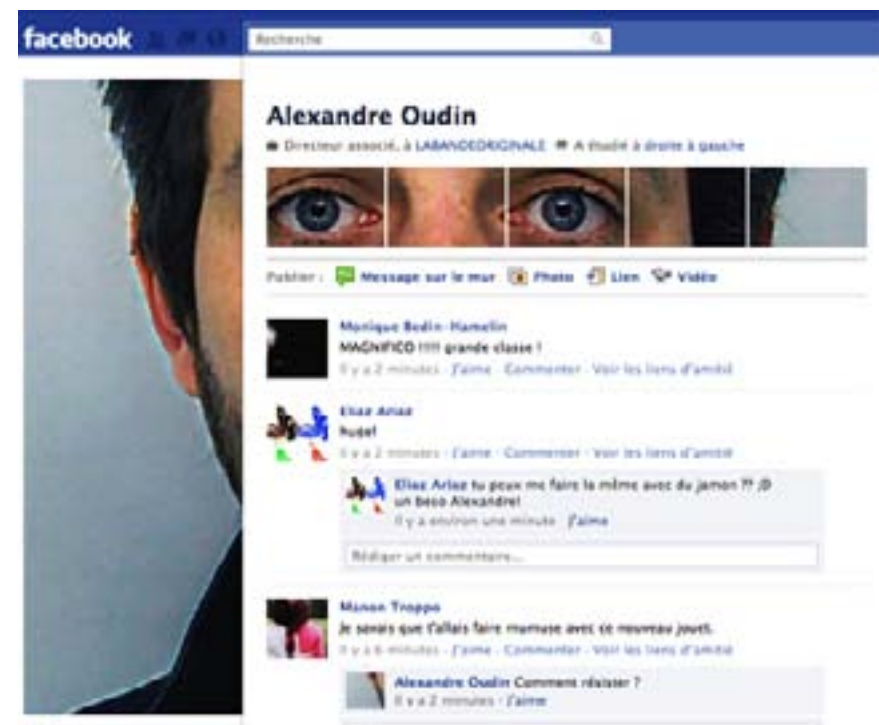 facebook
Recherche
Alexandre Oudin
Directeur associé, à LABANDEORIGINALE A étudié à droite à gauche
Publier : Message sur le mur Photo Lien Vidéo
Monique Bedin-Hamelin
MAGNIFICO !!!! grande classe !
Il y a 2 minutes · J'aime · Commenter · Voir les liens d'amitié
Eliaz Ariaz
huge!
Il y a 2 minutes · J'aime · Commenter · Voir les liens d'amitié
Eliaz Ariaz tu peux me faire la même avec du jamon ?? ;D
un beso Alexandre!
Il y a environ une minute · J'aime
Rédiger un commentaire...
Manon Troppo
Je savais que t'allais faire mumuse avec ce nouveau jouet.
Il y a 6 minutes · J'aime · Commenter · Voir les liens d'amitié
Alexandre Oudin Comment résister ?
Il y a 2 minutes · J'aime